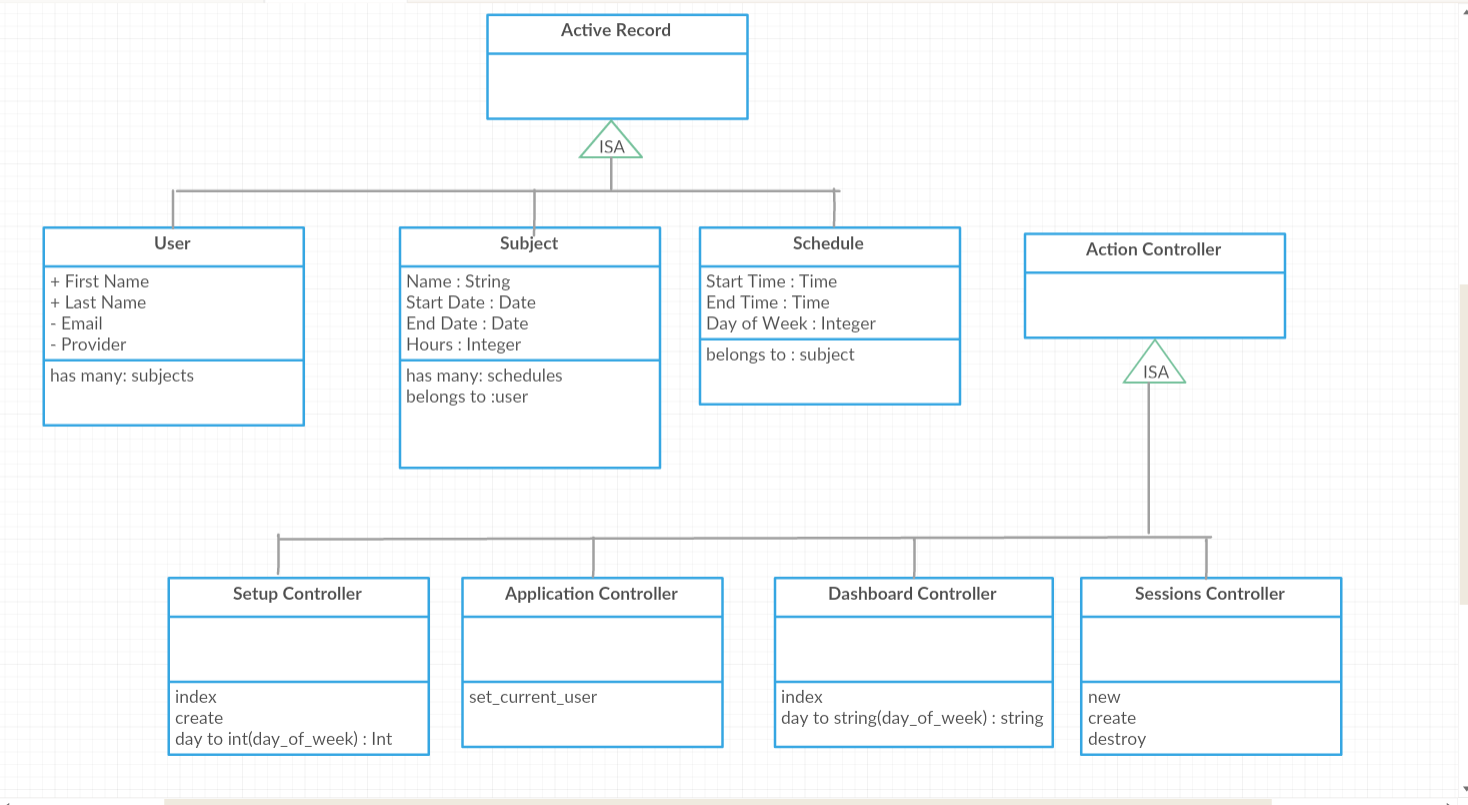 Active Record
ISA
User
+ First Name
+ Last Name
- Email
- Provider
has many: subjects
Subject
Name : String
Start Date : Date
End Date : Date
Hours : Integer
has many: schedules
belongs to :user
Schedule
Start Time : Time
End Time : Time
Day of Week : Integer
belongs to : subject
Action Controller
ISA
Setup Controller
index
create
day to int(day_of_week) : Int
Application Controller
set_current_user
Dashboard Controller
index
day to string(day_of_week) : string
Sessions Controller
new
create
destroy